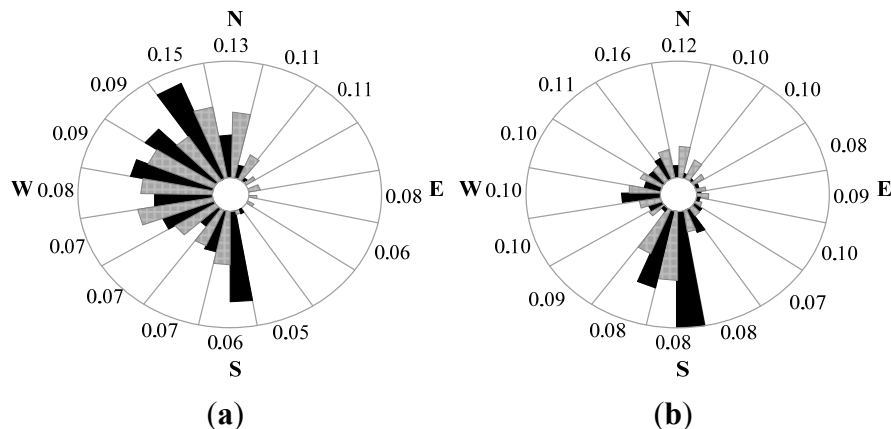 N
0.15 0.13 0.11
0.09 0.11
0.09
W 0.08 0.08 E
0.07 0.06
0.07
0.07 0.06 0.05
S
(a)
N
0.16 0.12 0.10
0.11 0.10
0.10 0.08
W 0.10 0.09 E
0.10 0.10
0.09 0.07
0.08 0.08 0.08
S
(b)